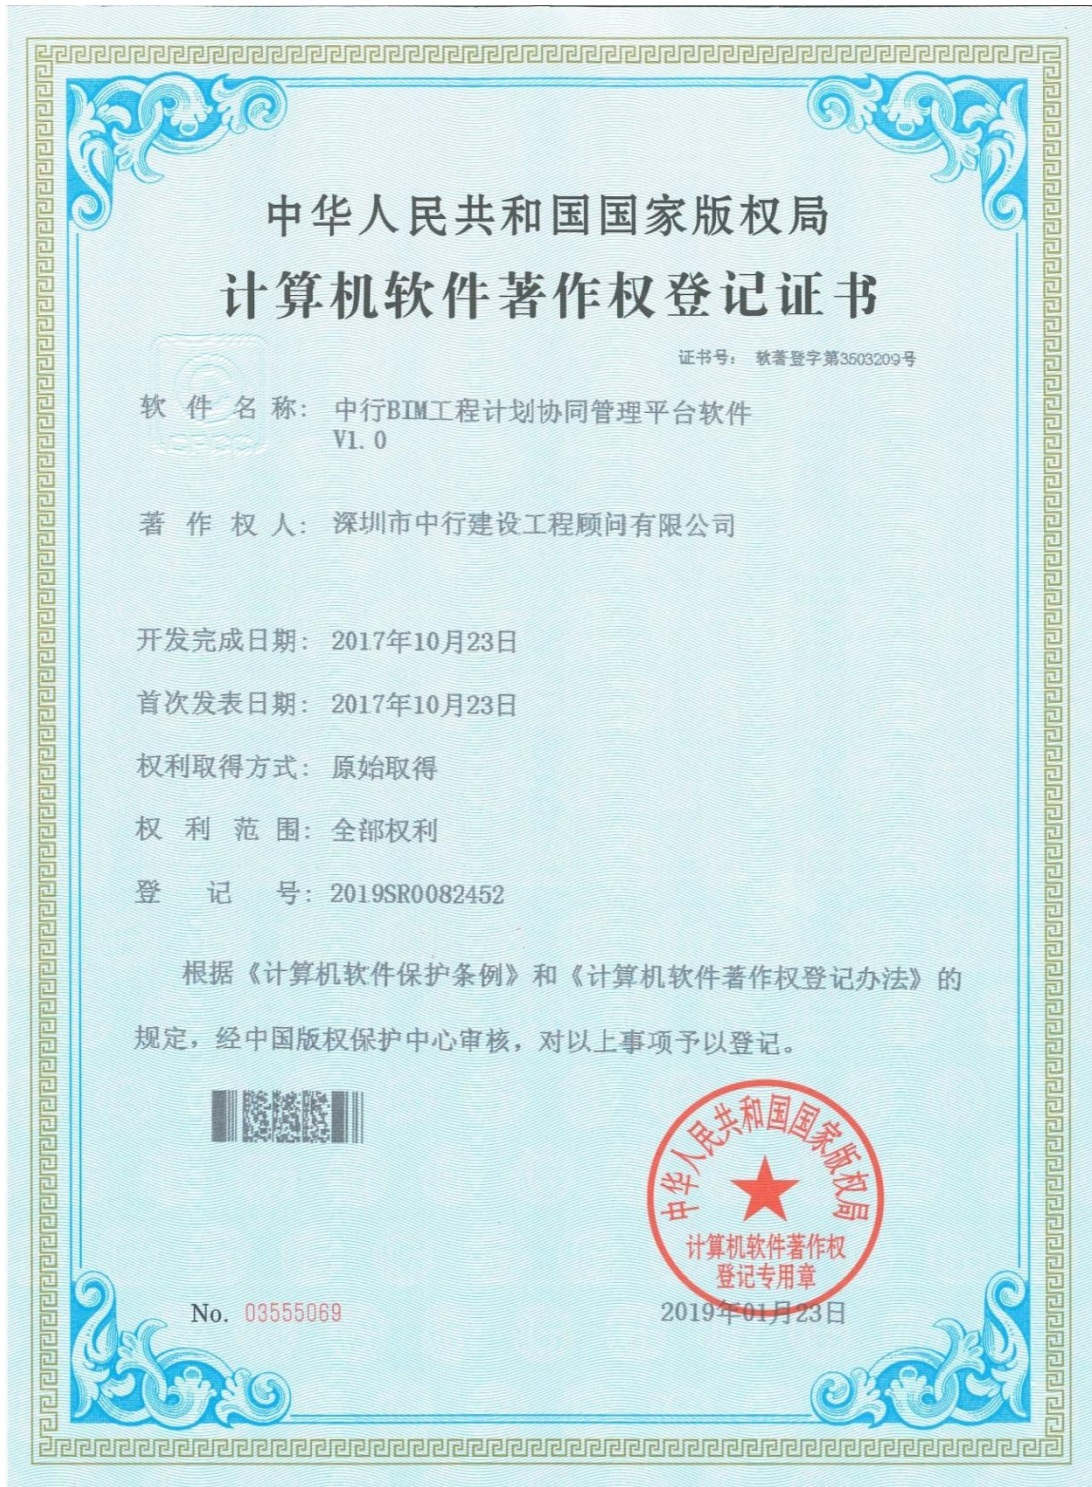 中华人民共和国国家版权局
计算机软件著作权登记证书
证书号： 软著登字第3503209号
软件名称： 中行BIM工程计划协同管理平台软件
V1.0
著作权人： 深圳市中行建设工程顾问有限公司
开发完成日期： 2017年10月23日
首次发表日期： 2017年10月23日
权利取得方式： 原始取得
权利范围： 全部权利
登记号： 2019SR0082452
根据《计算机软件保护条例》和《计算机软件著作权登记办法》的
规定，经中国版权保护中心审核，对以上事项予以登记。
中华人民共和国国家版权局
计算机软件著作权
登记专用章
No. 03555069
2019年01月23日